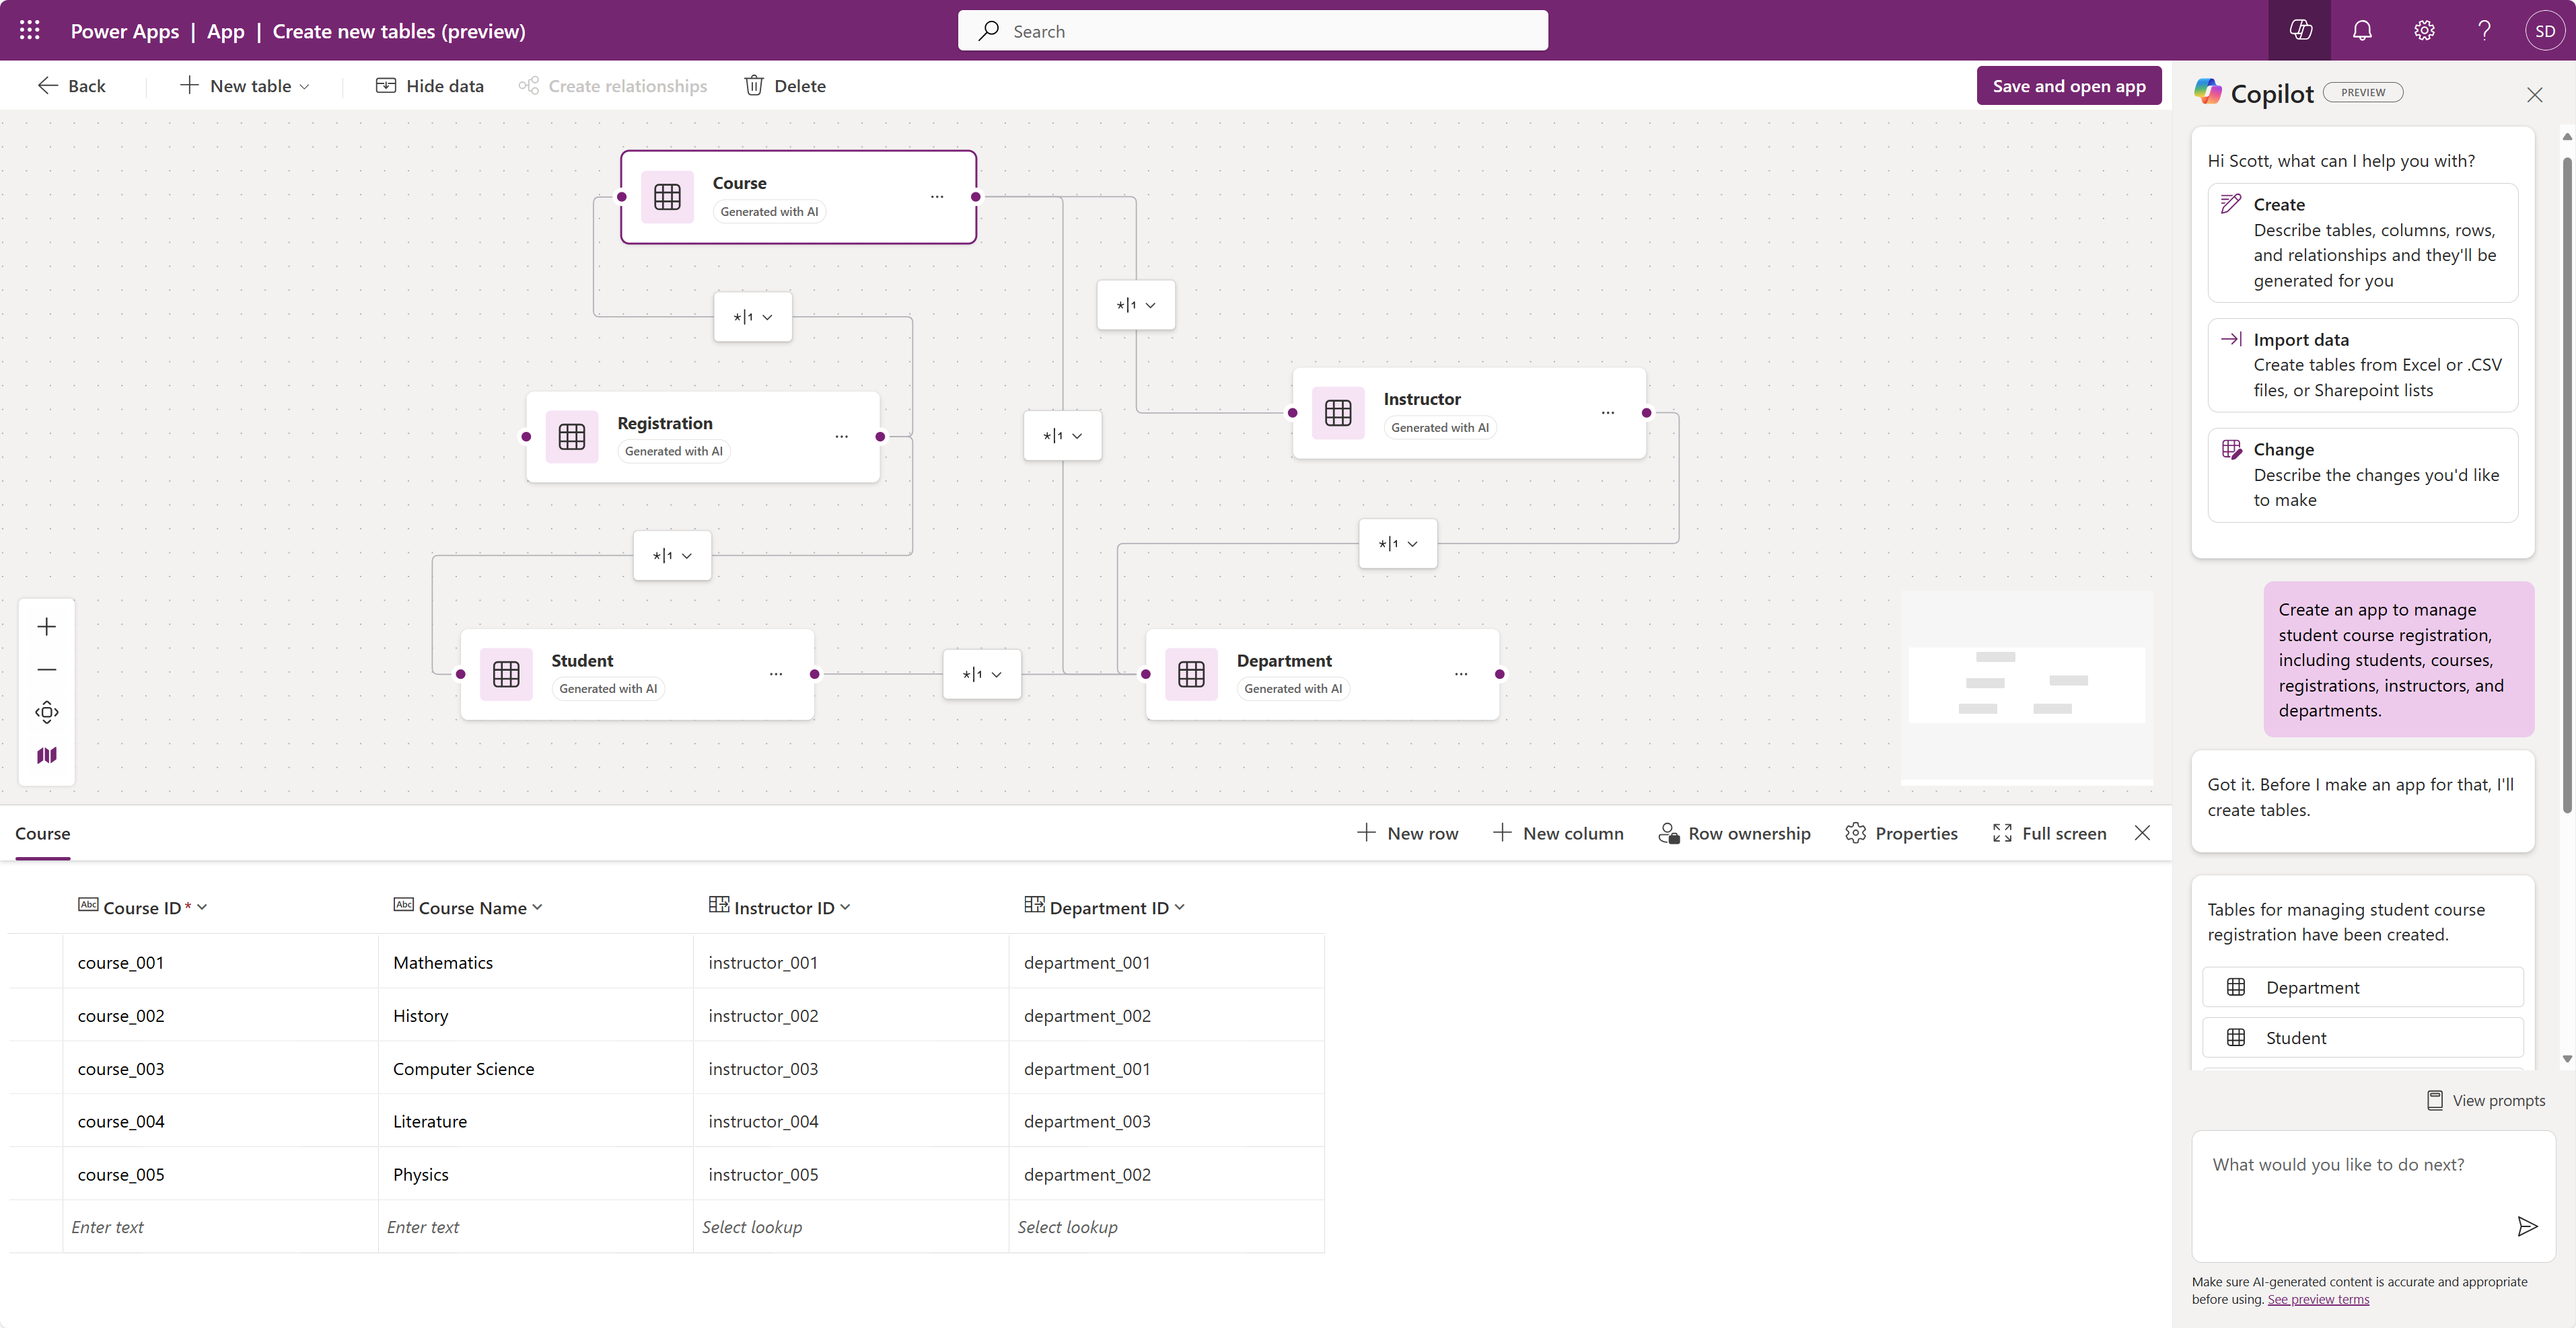 Power Apps | App | Create new tables (preview)
Search
SD
Back
New table
Hide data
Create relationships
Delete
Save and open app
Course
Generated with AI
*|1
*|1
Registration
Generated with AI
*|1
Instructor
Generated with AI
*|1
*|1
Student
Generated with AI
*|1
Department
Generated with AI
Course
New row
New column
Row ownership
Properties
Full screen
Abc Course ID*
Abc Course Name
Instructor ID
Department ID
course_001 Mathematics instructor_001 department_001
course_002 History instructor_002 department_002
course_003 Computer Science instructor_003 department_001
course_004 Literature instructor_004 department_003
course_005 Physics instructor_005 department_002
Enter text Enter text Select lookup Select lookup
Copilot PREVIEW
Hi Scott, what can I help you with?
Create
Describe tables, columns, rows,
and relationships and they'll be
generated for you
Import data
Create tables from Excel or .CSV
files, or Sharepoint lists
Change
Describe the changes you'd like
to make
Create an app to manage
student course registration,
including students, courses,
registrations, instructors, and
departments.
Got it. Before I make an app for that, I'll
create tables.
Tables for managing student course
registration have been created.
Department
Student
View prompts
What would you like to do next?
Make sure AI-generated content is accurate and appropriate
before using. See preview terms